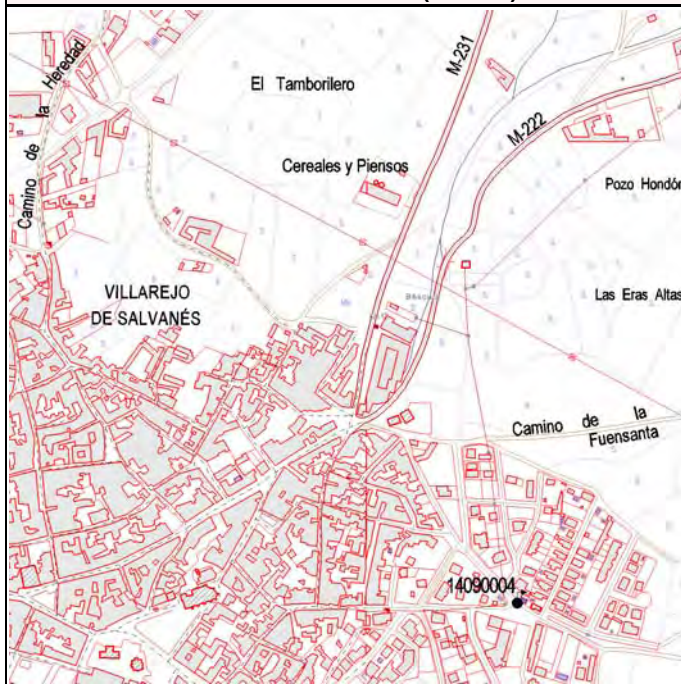 Camino de la Heredad
El Tamborilero
M-231
M-222
Cereales y Piensos
Pozo Hondón
VILLAREJO
DE SALVANÉS
Las Eras Altas
Camino de la
Fuensanta
14090004